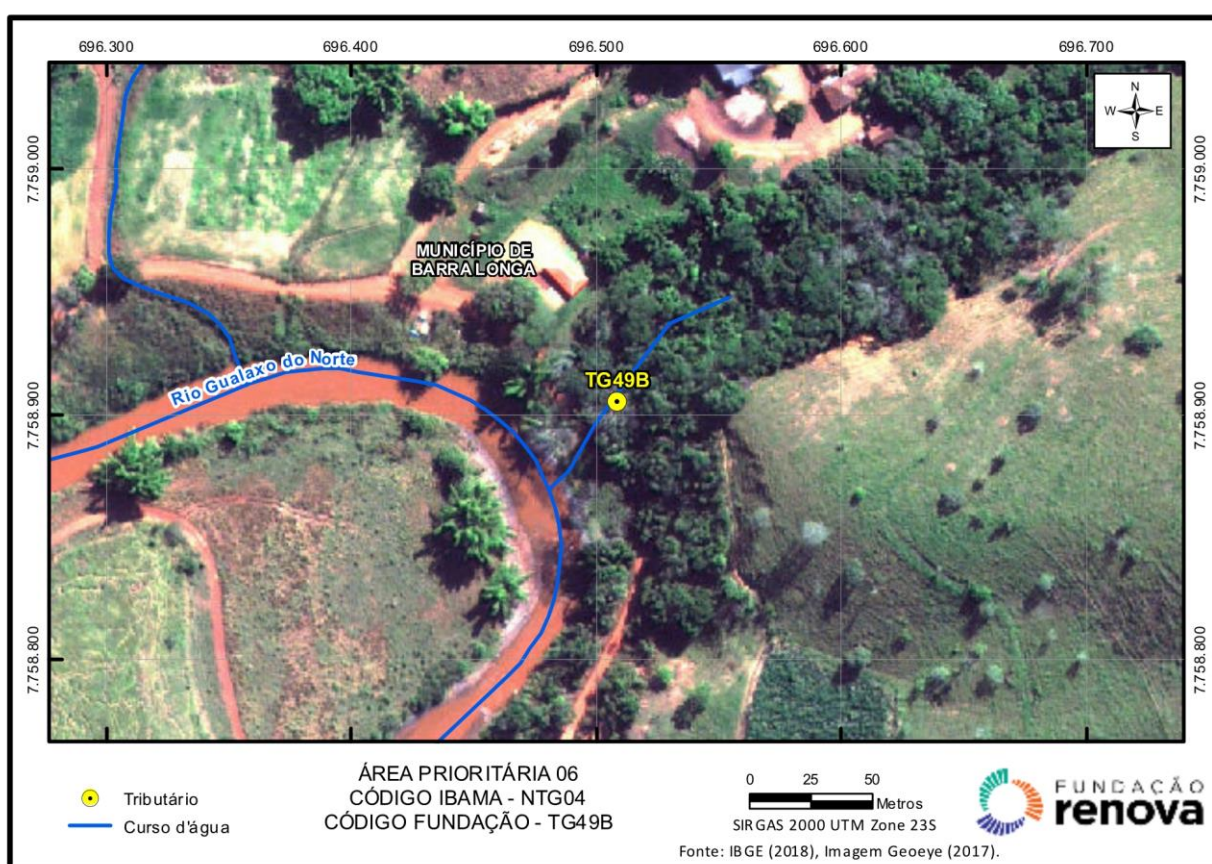 696.300 696.400 696.500 696.600 696.700
N
W E
S
7.759.000 7.759.000
MUNICÍPIO DE
BARRA LONGA
Rio Gualaxo do Norte
TG49B
7.758.900 7.758.900
7.758.800 7.758.800
Tributário
Curso d'água
ÁREA PRIORITÁRIA 06
CÓDIGO IBAMA - NTG04
CÓDIGO FUNDAÇÃO - TG49B
0 25 50
Metros
SIRGAS 2000 UTM Zone 23S
Fonte: IBGE (2018), Imagem Geoeye (2017).
FUNDAÇÃO
renova